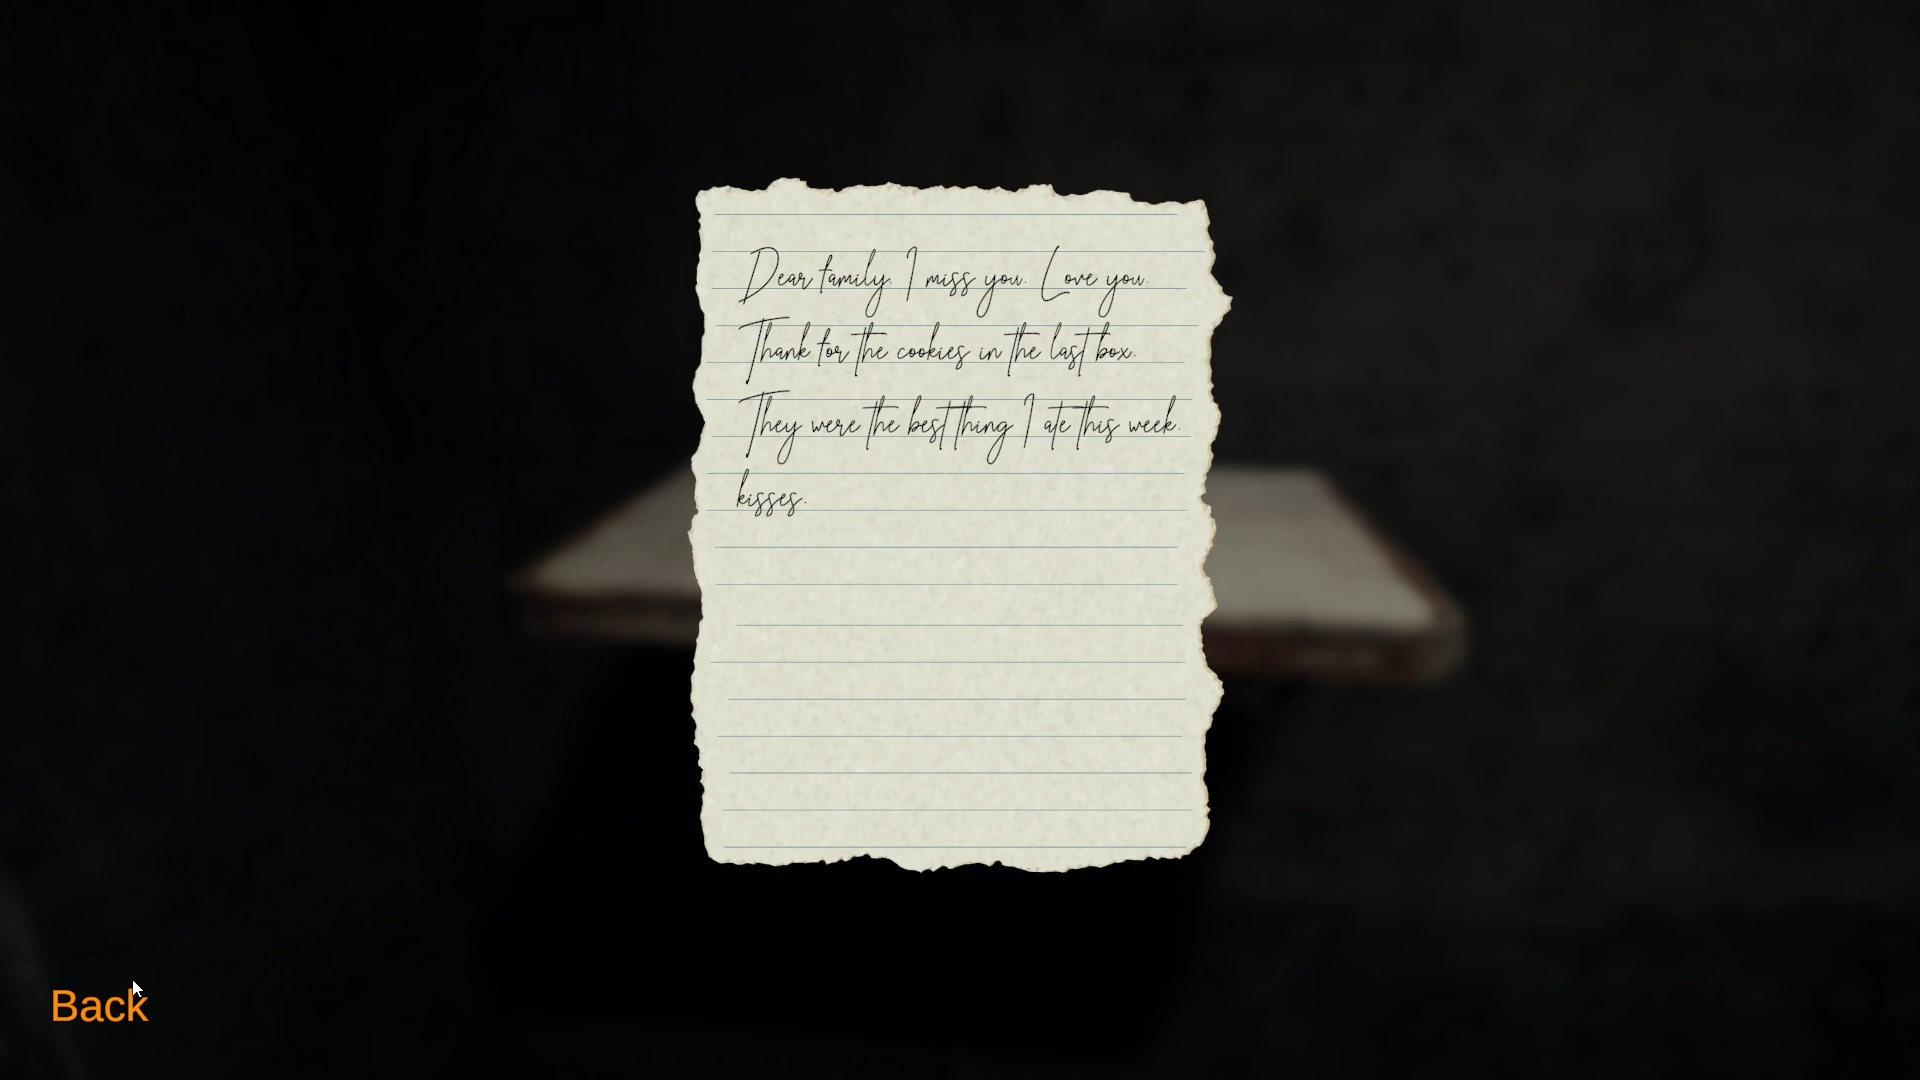 Dear family, I miss you. Love you.
Thank for the cookies in the last box.
They were the best thing I ate this week.
kisses.
Back